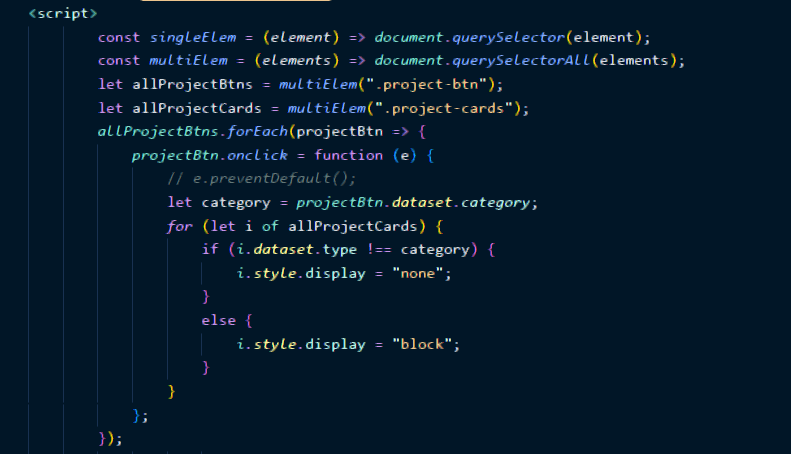 <script>
const singleElem = (element) => document.querySelector(element);
const multiElem = (elements) => document.querySelectorAll(elements);
let allProjectBtns = multiElem(".project-btn");
let allProjectCards = multiElem(".project-cards");
allProjectBtns.forEach(projectBtn => {
projectBtn.onclick = function (e) {
// e.preventDefault();
let category = projectBtn.dataset.category;
for (let i of allProjectCards) {
if (i.dataset.type !== category) {
i.style.display = "none";
}
else {
i.style.display = "block";
}
}
};
});